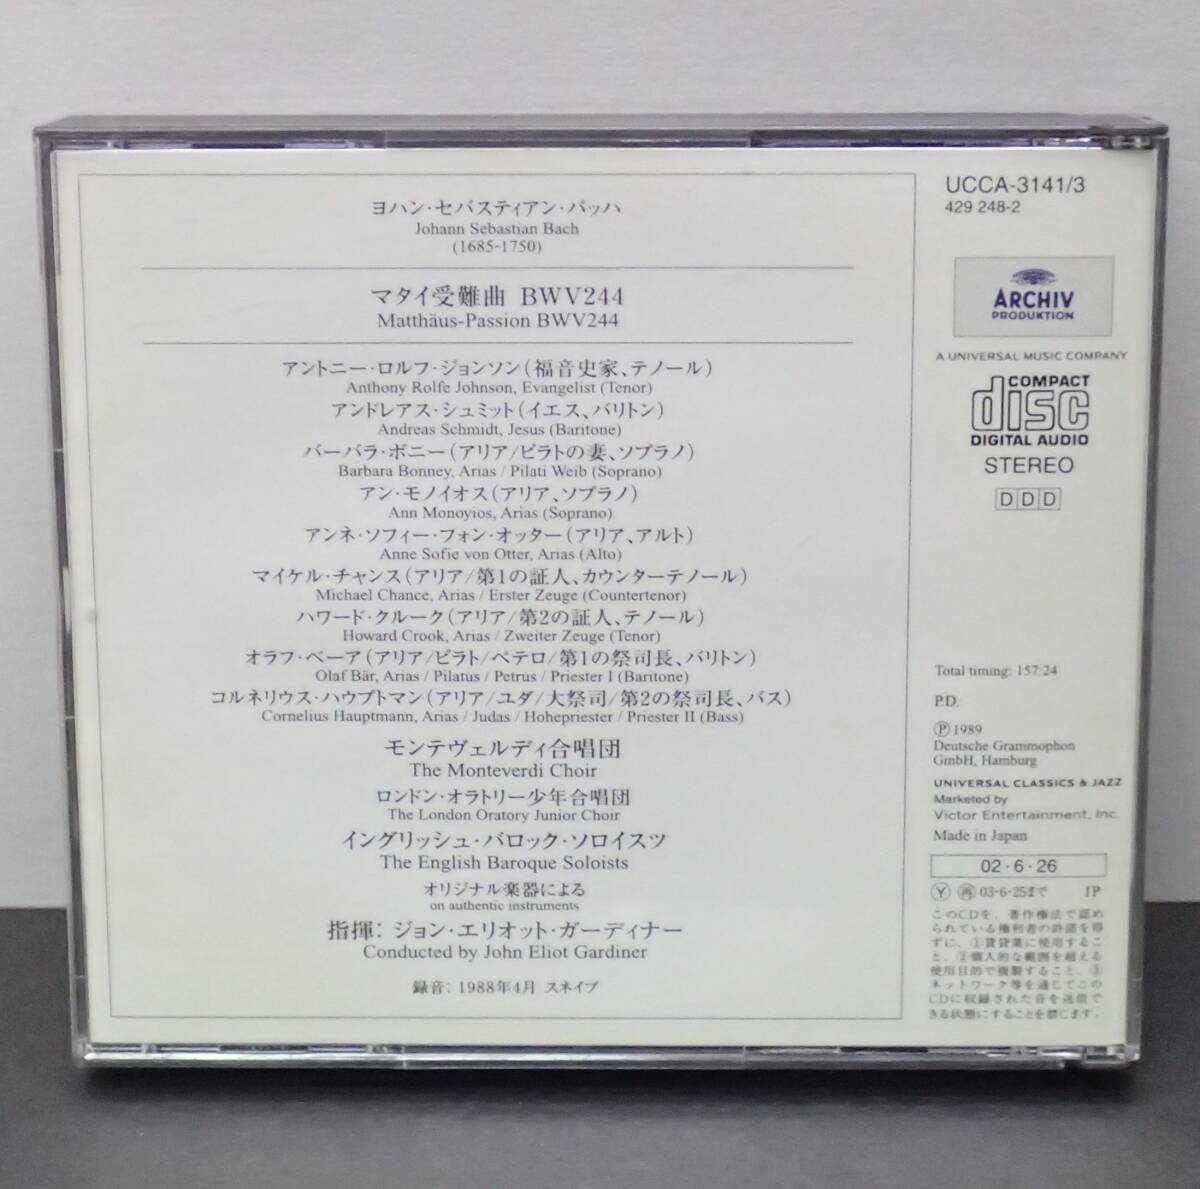 ヨハン・セバスティアン・バッハ
Johann Sebastian Bach
(1685-1750)
マタイ受難曲 BWV244
Matthäus-Passion BWV244
アントニー・ロルフ・ジョンソン(福音史家、テノール)
Anthony Rolfe Johnson, Evangelist (Tenor)
アンドレアス・シュミット(イエス、バリトン)
Andreas Schmidt, Jesus (Baritone)
バーバラ・ボニー(アリア/ピラトの妻、ソプラノ)
Barbara Bonney, Arias / Pilati Weib (Soprano)
アン・モノイオス(アリア、ソプラノ)
Ann Monoyios, Arias (Soprano)
アンネ・ソフィー・フォン・オッター(アリア、アルト)
Anne Sofie von Otter, Arias (Alto)
マイケル・チャンス(アリア/第1の証人、カウンターテノール)
Michael Chance, Arias / Erster Zeuge (Countertenor)
ハワード・クルーク(アリア/第2の証人、テノール)
Howard Crook, Arias / Zweiter Zeuge (Tenor)
オラフ・ベーア(アリア/ピラト/ペテロ/第1の祭司長、バリトン)
Olaf Bär, Arias / Pilatus / Petrus / Priester I (Baritone)
コルネリウス・ハウプトマン(アリア/ユダ/大祭司/第2の祭司長、バス)
Cornelius Hauptmann, Arias / Judas / Hohepriester / Priester II (Bass)
モンテヴェルディ合唱団
The Monteverdi Choir
ロンドン・オラトリー少年合唱団
The London Oratory Junior Choir
イングリッシュ・バロック・ソロイスツ
The English Baroque Soloists
オリジナル楽器による
on authentic instruments
指揮: ジョン・エリオット・ガーディナー
Conducted by John Eliot Gardiner
録音: 1988年4月 スネイプ
UCCA-3141/3
429 248-2
ARCHIV
PRODUKTION
A UNIVERSAL MUSIC COMPANY
COMPACT
disc
DIGITAL AUDIO
STEREO
DDD
Total timing: 157:24
P.D.
℗ 1989
Deutsche Grammophon
GmbH, Hamburg
UNIVERSAL CLASSICS & JAZZ
Marketed by
Victor Entertainment, Inc.
Made in Japan
02・6・26
Ⓨ ㊢ 03-6-25まで 1P
このCDを、著作権法で認め
られている権利者の許諾を得
ずに、①賃貸業に使用するこ
と、②個人的な範囲を超える
使用目的で複製すること、③
ネットワーク等を通じてこの
CDに収録された音を送信で
きる状態にすることを禁じます。